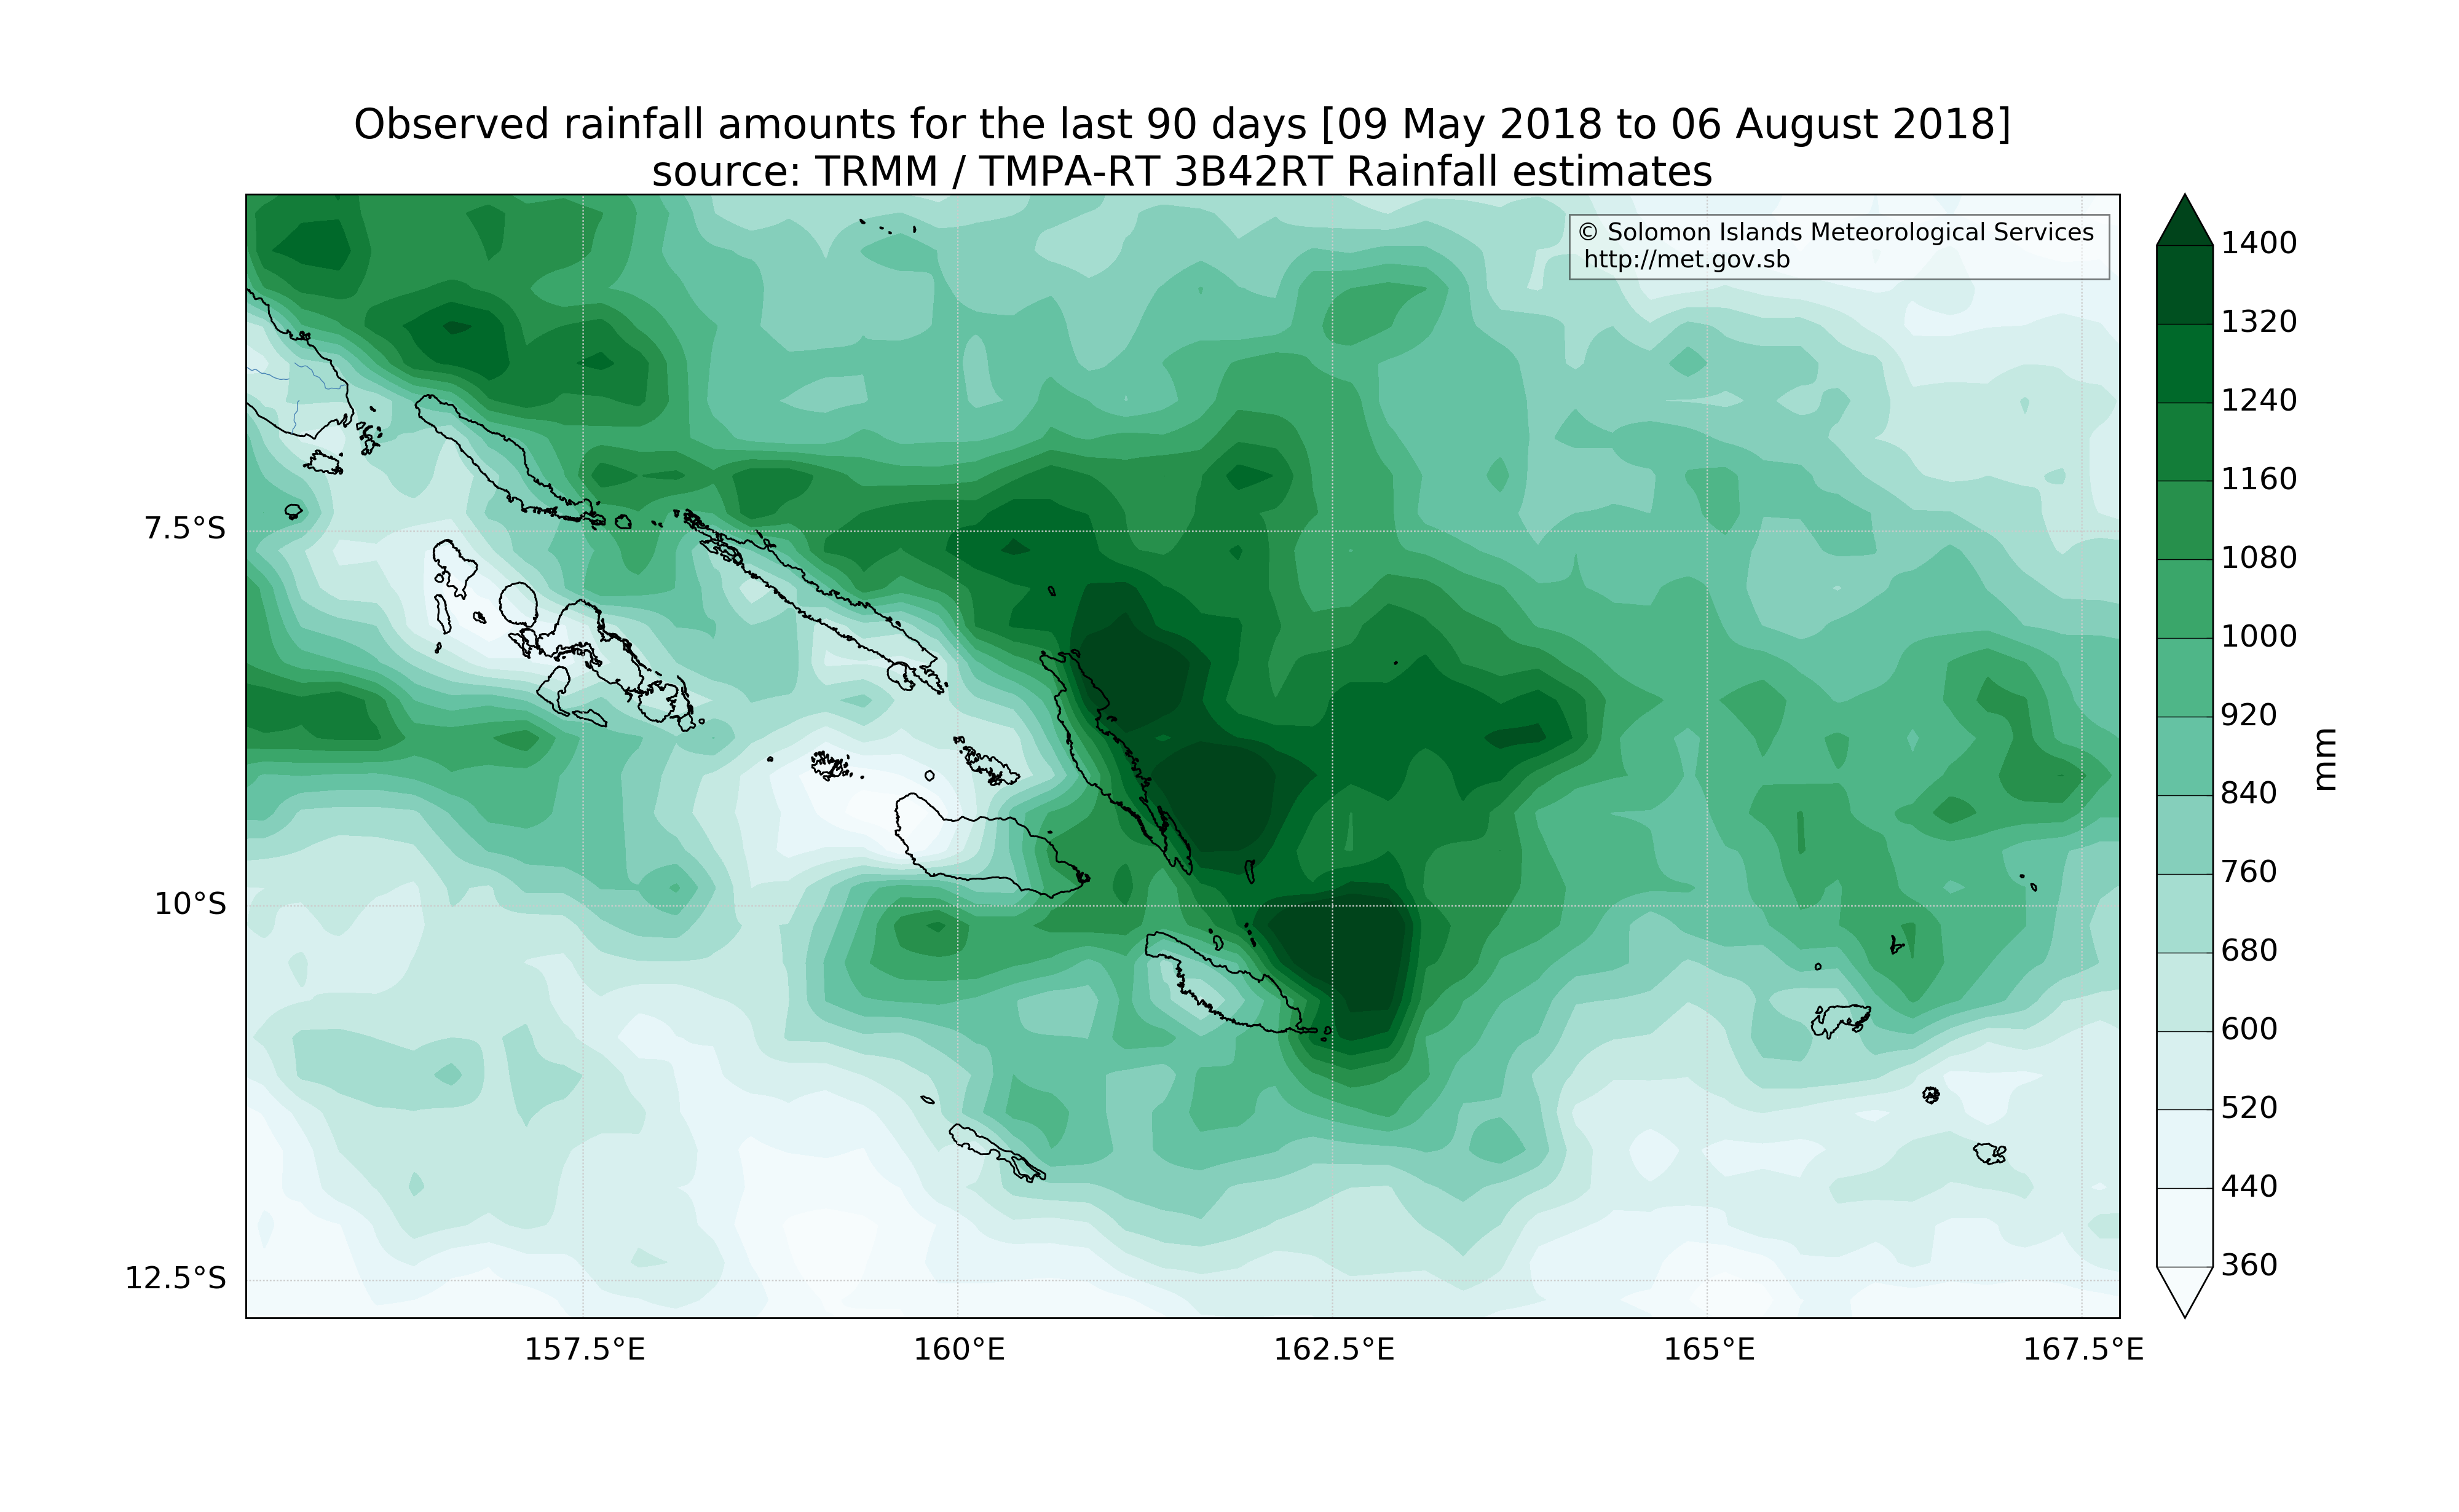 Observed rainfall amounts for the last 90 days [09 May 2018 to 06 August 2018]
source: TRMM / TMPA-RT 3B42RT Rainfall estimates
© Solomon Islands Meteorological Services
http://met.gov.sb
7.5°S
10°S
12.5°S
157.5°E
160°E
162.5°E
165°E
167.5°E
1400
1320
1240
1160
1080
1000
920
840
760
680
600
520
440
360
mm